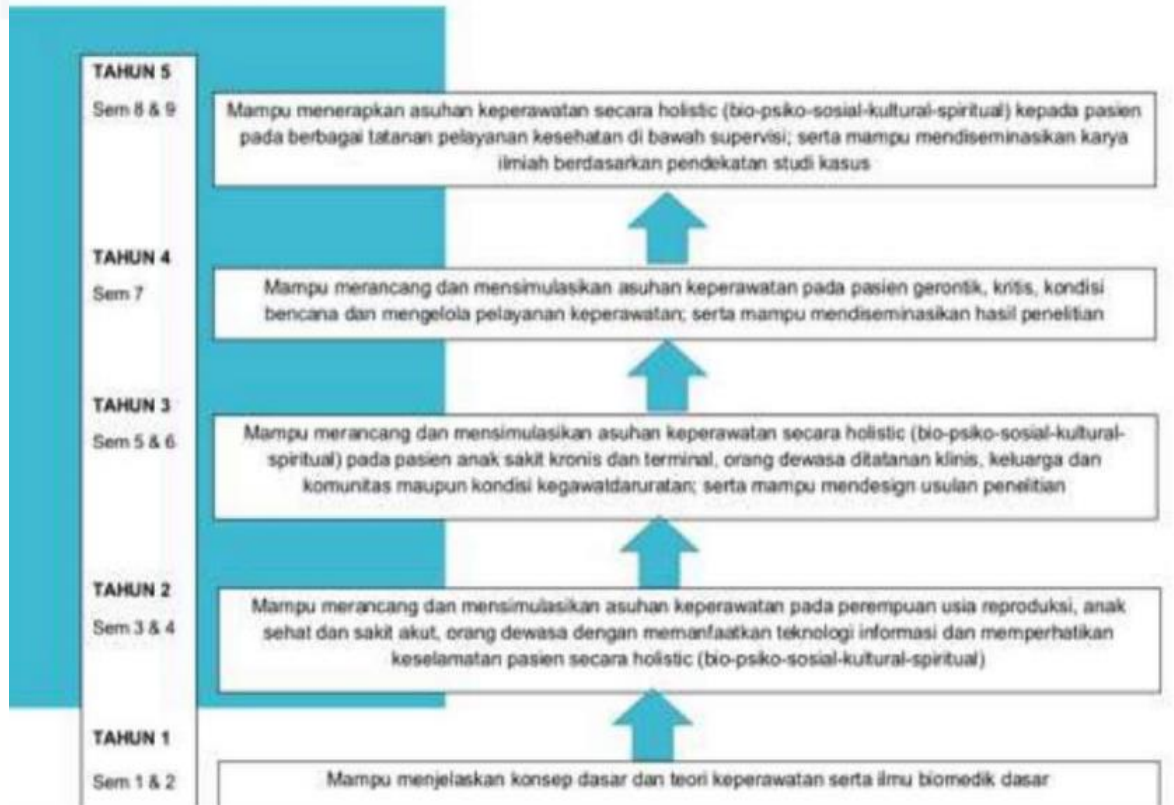 TAHUN 5
Sem 8 & 9
Mampu menerapkan asuhan keperawatan secara holistic (bio-psiko-sosial-kultural-spiritual) kepada pasien
pada berbagai tatanan pelayanan kesehatan di bawah supervisi; serta mampu mendiseminasikan karya
ilmiah berdasarkan pendekatan studi kasus
TAHUN 4
Sem 7
Mampu merancang dan mensimulasikan asuhan keperawatan pada pasien gerontik, kritis, kondisi
bencana dan mengelola pelayanan keperawatan; serta mampu mendiseminasikan hasil penelitian
TAHUN 3
Sem 5 & 6
Mampu merancang dan mensimulasikan asuhan keperawatan secara holistic (bio-psiko-sosial-kultural-
spiritual) pada pasien anak sakit kronis dan terminal, orang dewasa ditatanan klinis, keluarga dan
komunitas maupun kondisi kegawatdaruratan; serta mampu mendesign usulan penelitian
TAHUN 2
Sem 3 & 4
Mampu merancang dan mensimulasikan asuhan keperawatan pada perempuan usia reproduksi, anak
sehat dan sakit akut, orang dewasa dengan memanfaatkan teknologi informasi dan memperhatikan
keselamatan pasien secara holistic (bio-psiko-sosial-kultural-spiritual)
TAHUN 1
Sem 1 & 2
Mampu menjelaskan konsep dasar dan teori keperawatan serta ilmu biomedik dasar